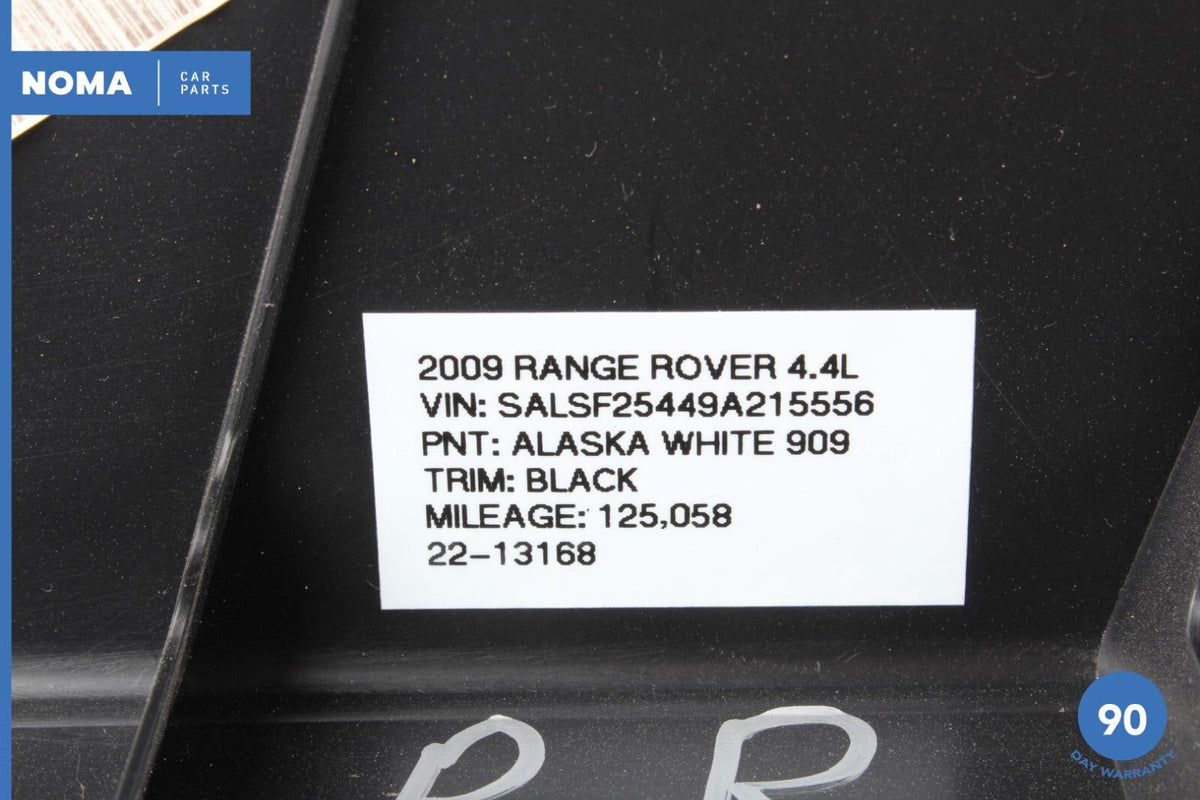 NOMA
CAR
PARTS
2009 RANGE ROVER 4.4L
VIN: SALSF25449A215556
PNT: ALASKA WHITE 909
TRIM: BLACK
MILEAGE: 125,058
22-13168
R R
90
DAY WARRANTY